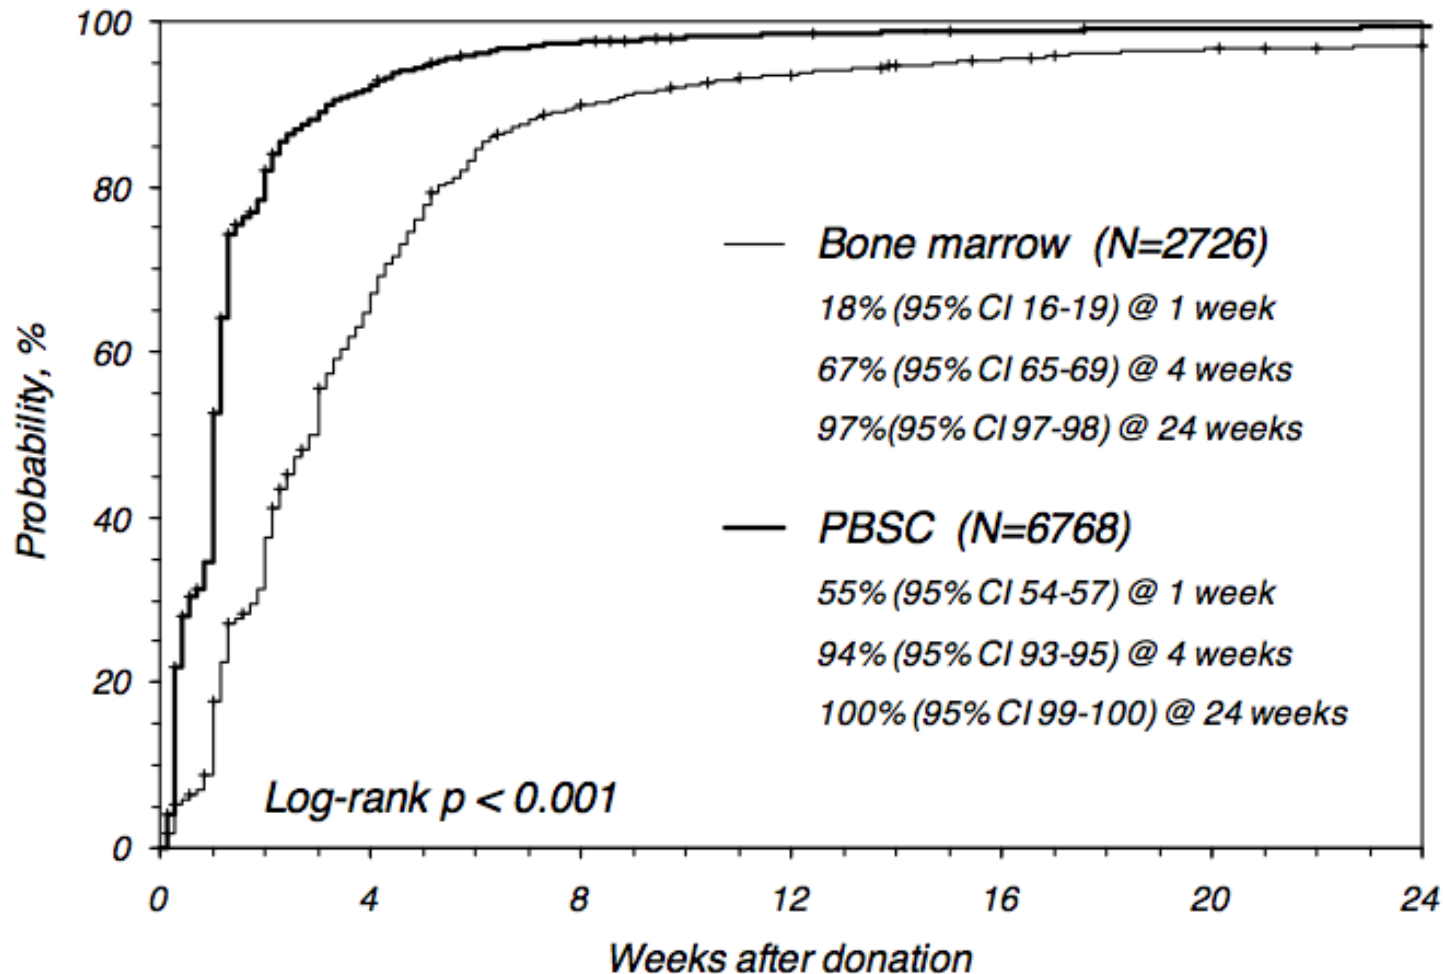 100
80
60
40
20
0
Probability, %
Bone marrow (N=2726)
18% (95% CI 16-19) @ 1 week
67% (95% CI 65-69) @ 4 weeks
97%(95% CI 97-98) @ 24 weeks
PBSC (N=6768)
55% (95% CI 54-57) @ 1 week
94% (95% CI 93-95) @ 4 weeks
100% (95% CI 99-100) @ 24 weeks
Log-rank p < 0.001
0 4 8 12 16 20 24
Weeks after donation